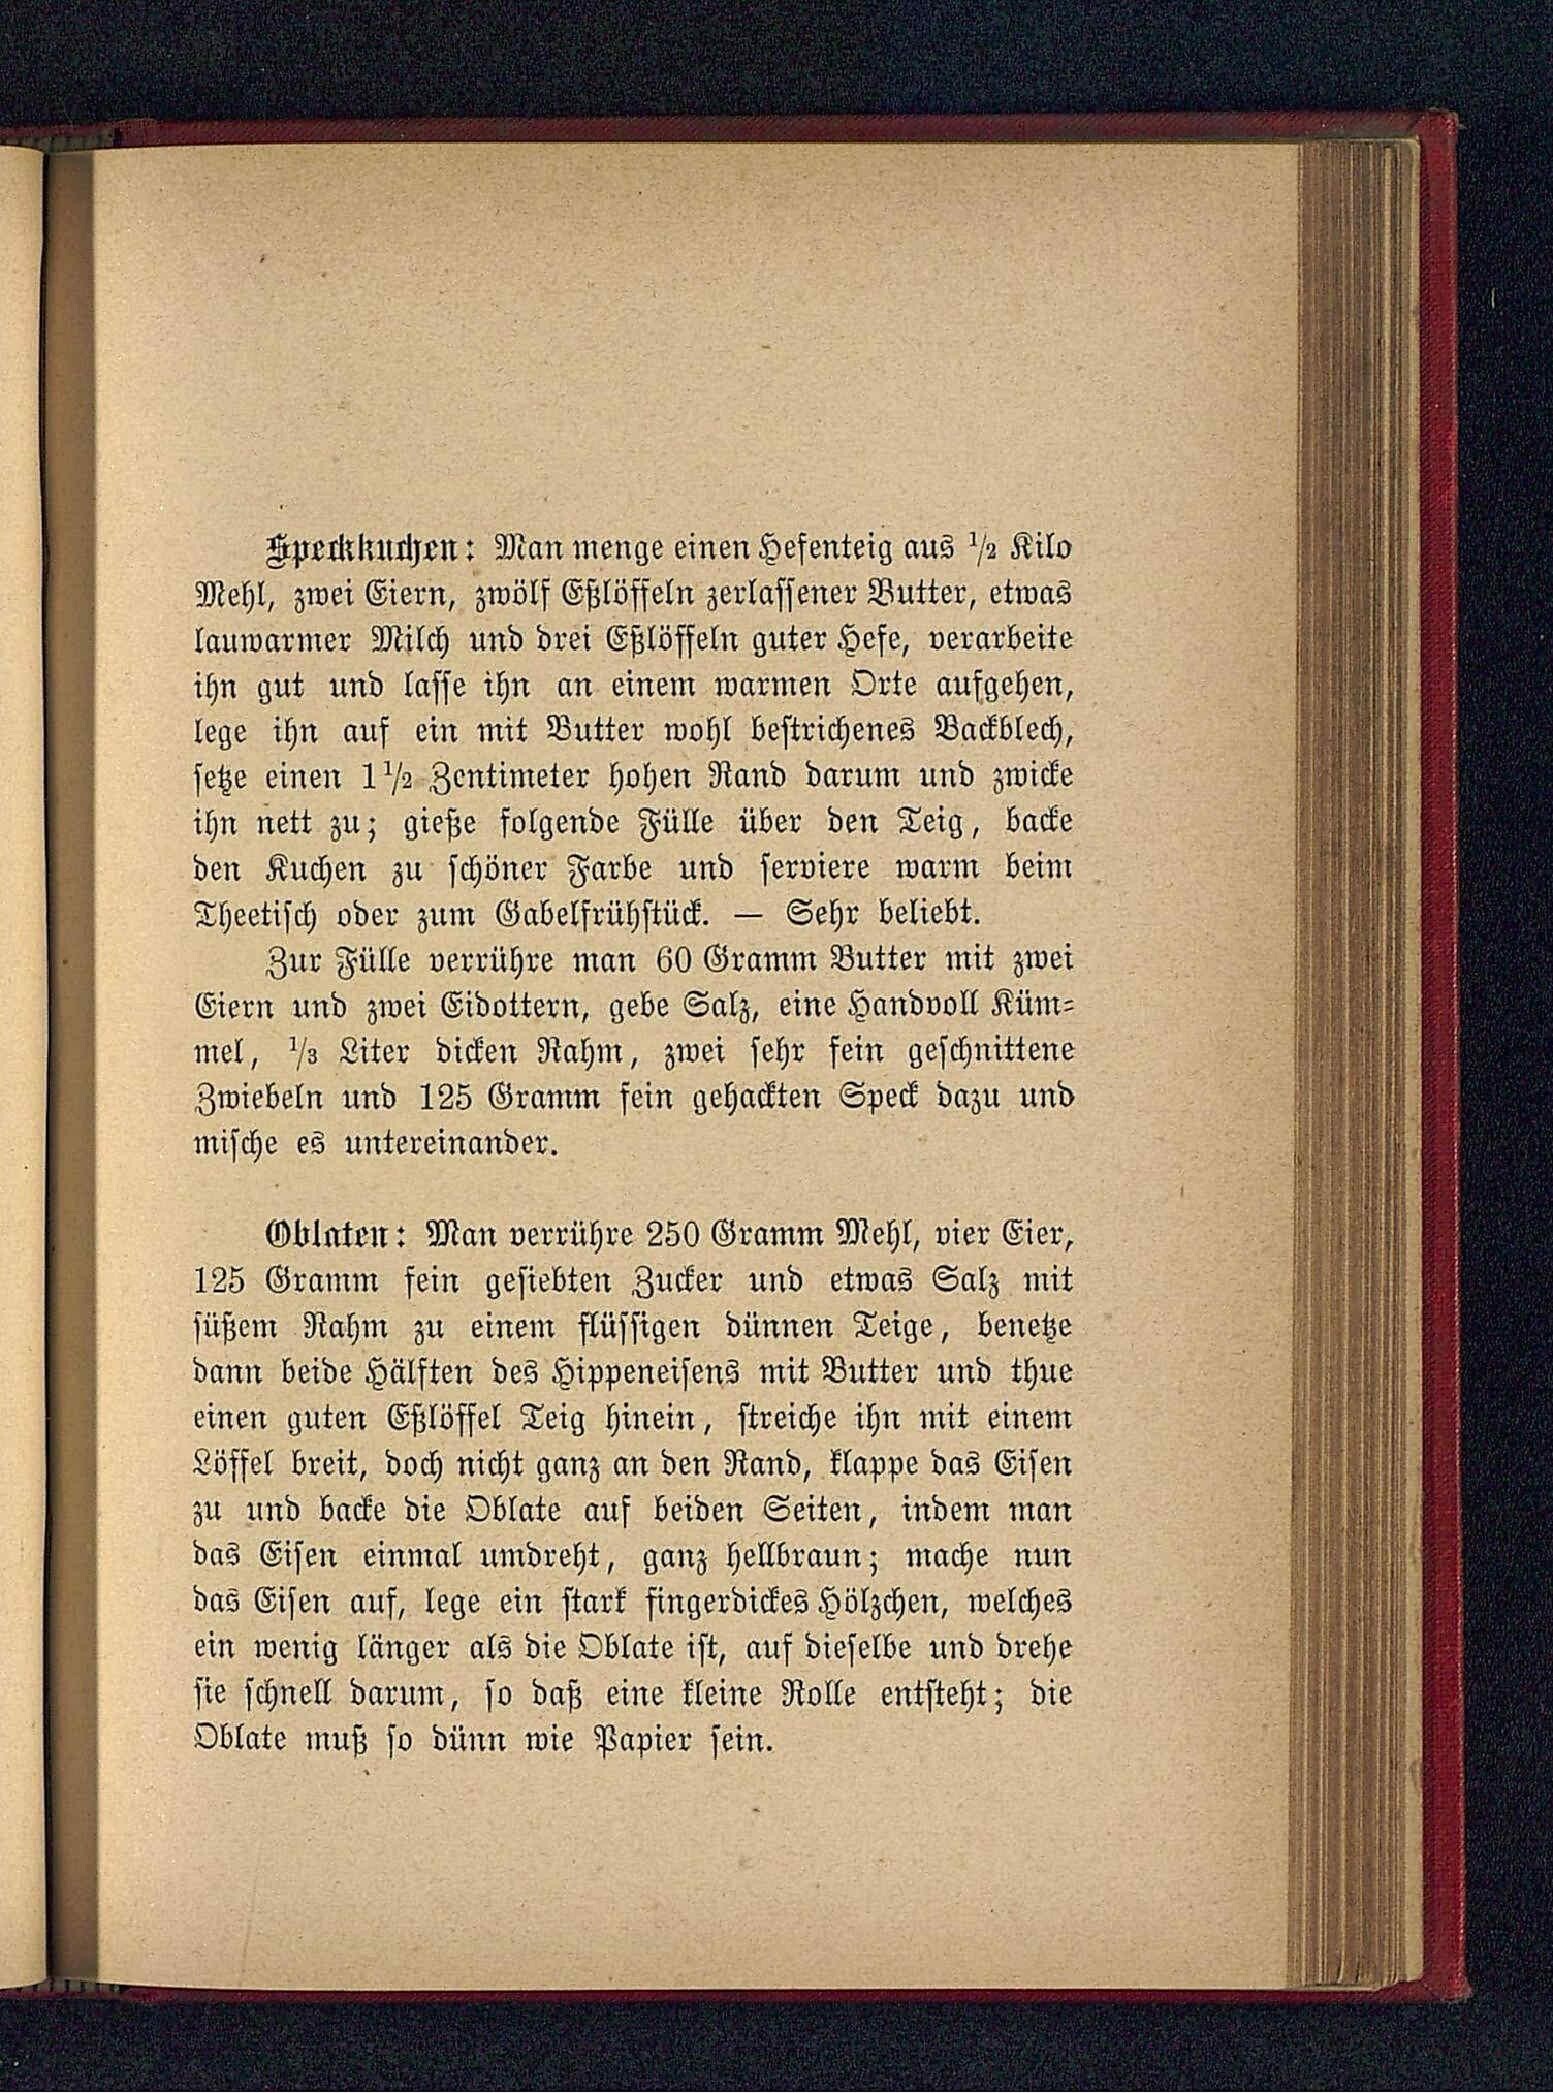 Speckkuchen: Man menge einen Hefenteig aus 1/2 Kilo
Mehl, zwei Eiern, zwölf Eßlöffeln zerlassener Butter, etwas
lauwarmer Milch und drei Eßlöffeln guter Hefe, verarbeite
ihn gut und lasse ihn an einem warmen Orte aufgehen,
lege ihn auf ein mit Butter wohl bestrichenes Backblech,
setze einen 1 1/2 Zentimeter hohen Rand darum und zwicke
ihn nett zu; gieße folgende Fülle über den Teig, backe
den Kuchen zu schöner Farbe und serviere warm beim
Theetisch oder zum Gabelfrühstück. — Sehr beliebt.
Zur Fülle verrühre man 60 Gramm Butter mit zwei
Eiern und zwei Eidottern, gebe Salz, eine Handvoll Küm-
mel, 1/3 Liter dicken Rahm, zwei sehr fein geschnittene
Zwiebeln und 125 Gramm fein gehackten Speck dazu und
mische es untereinander.
Oblaten: Man verrühre 250 Gramm Mehl, vier Eier,
125 Gramm fein gesiebten Zucker und etwas Salz mit
süßem Rahm zu einem flüssigen dünnen Teige, benetze
dann beide Hälften des Hippeneisens mit Butter und thue
einen guten Eßlöffel Teig hinein, streiche ihn mit einem
Löffel breit, doch nicht ganz an den Rand, klappe das Eisen
zu und backe die Oblate auf beiden Seiten, indem man
das Eisen einmal umdreht, ganz hellbraun; mache nun
das Eisen auf, lege ein stark fingerdickes Hölzchen, welches
ein wenig länger als die Oblate ist, auf dieselbe und drehe
sie schnell darum, so daß eine kleine Rolle entsteht; die
Oblate muß so dünn wie Papier sein.